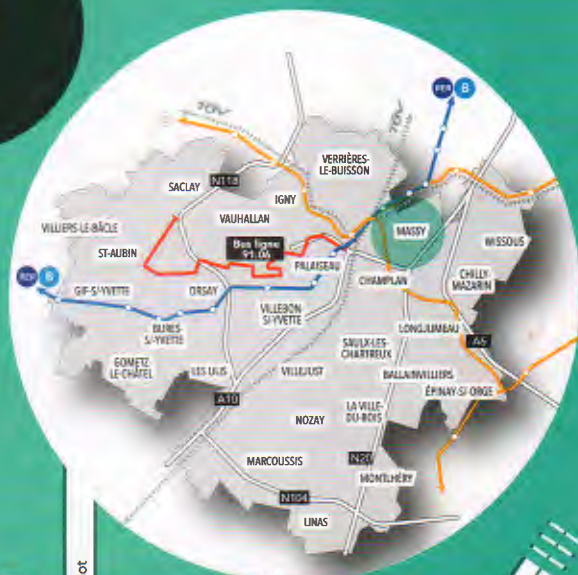 TGV
TGV
RER B
VERRIÈRES-
LE-BUISSON
SACLAY
N118
IGNY
VAUHALLAN
MASSY
VILLIERS-LE-BÂCLE
WISSOUS
Bus ligne
91.06
ST-AUBIN
PALAISEAU
CHILLY-
MAZARIN
CHAMPLAN
RER B
GIF-S/-YVETTE
ORSAY
VILLEBON
S/-YVETTE
LONGJUMEAU
BURES-
S/-YVETTE
SAULX-LES-
CHARTREUX
A6
GOMETZ
LE-CHÂTEL
LES ULIS
VILLEJUST
BALLAINVILLIERS
ÉPINAY-S/-ORGE
A10
LA VILLE-
DU-BOIS
NOZAY
MARCOUSSIS
N20
MONTLHÉRY
N104
LINAS
ot